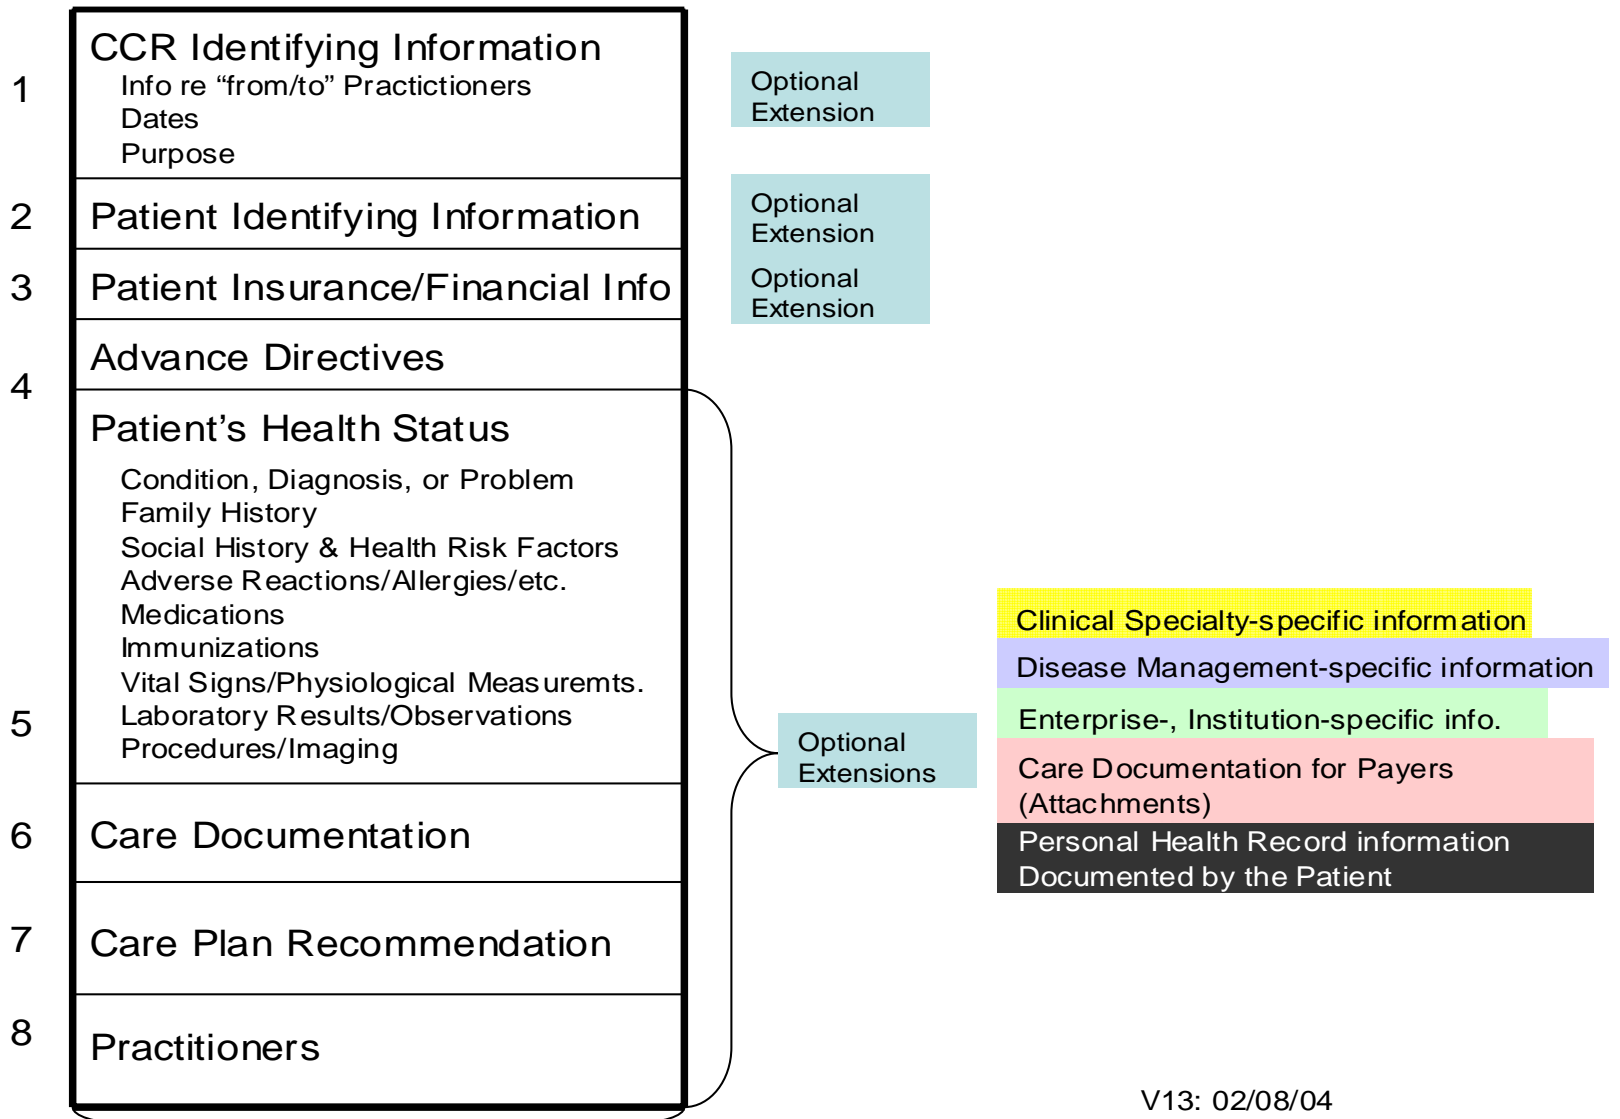 CCR Identifying Information
1
Info re “from/to” Practictioners
Dates
Purpose
Optional
Extension
2
Patient Identifying Information
Optional
Extension
3
Patient Insurance/Financial Info
Optional
Extension
Advance Directives
4
Patient’s Health Status
Condition, Diagnosis, or Problem
Family History
Social History & Health Risk Factors
Adverse Reactions/Allergies/etc.
Medications
Immunizations
Vital Signs/Physiological Measuremts.
5
Laboratory Results/Observations
Procedures/Imaging
Optional
Extensions
Clinical Specialty-specific information
Disease Management-specific information
Enterprise-, Institution-specific info.
Care Documentation for Payers
(Attachments)
Personal Health Record information
Documented by the Patient
6
Care Documentation
7
Care Plan Recommendation
8
Practitioners
V13: 02/08/04